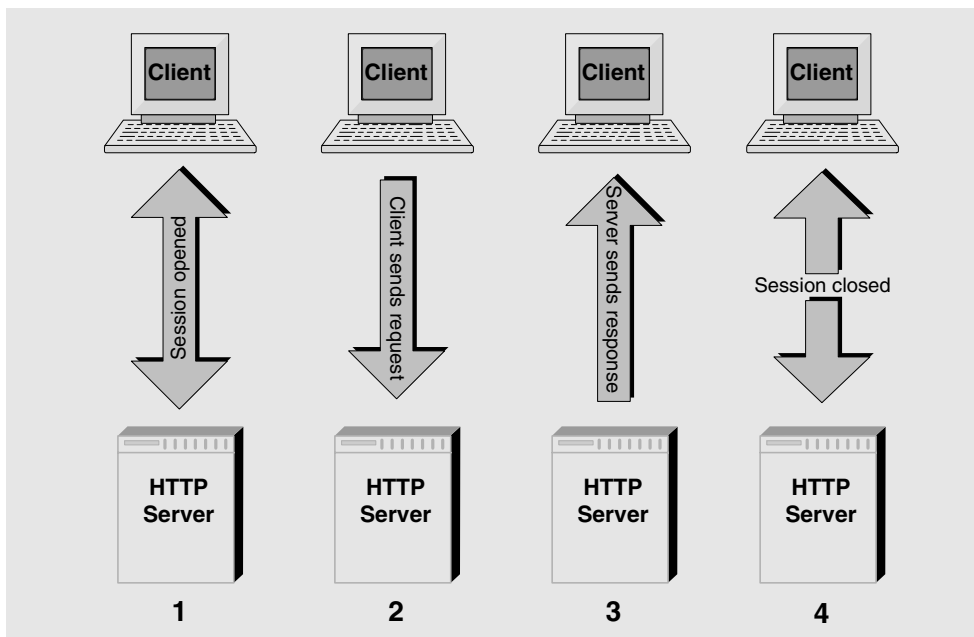 Client
Client
Client
Client
Session opened
Client sends request
Server sends response
Session closed
HTTP
Server
HTTP
Server
HTTP
Server
HTTP
Server
1
2
3
4